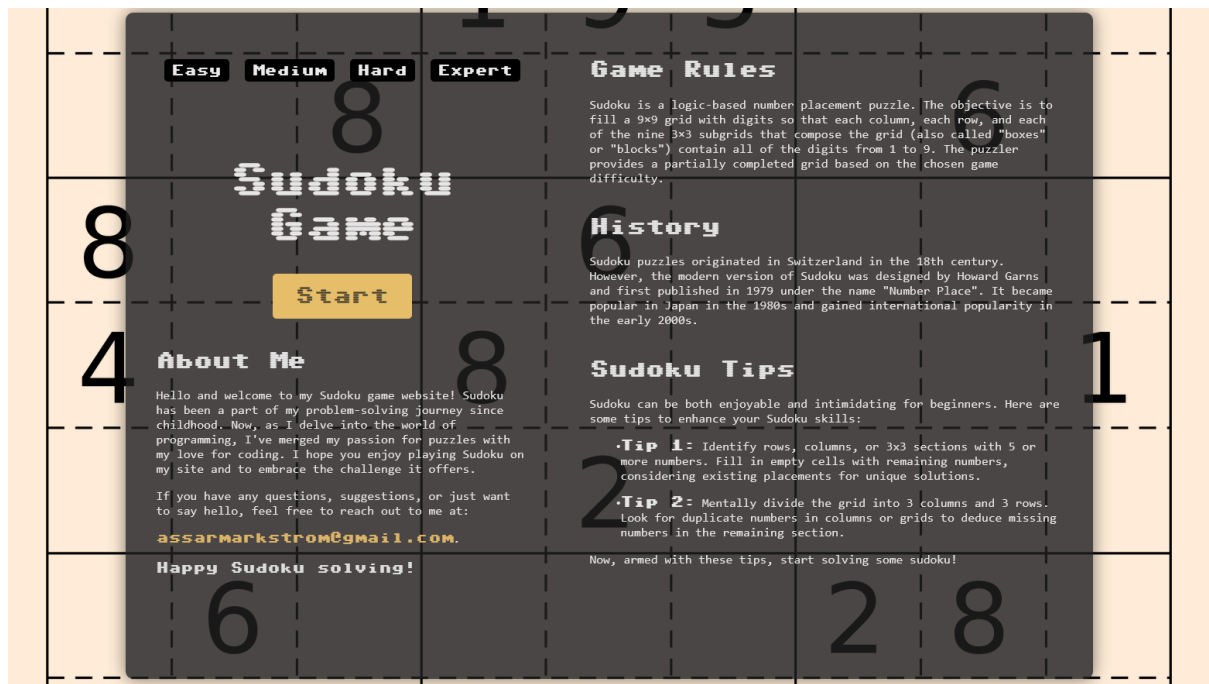 1 9 5
Easy Medium Hard Expert
8
Sudoku
Game
Start
8
4
8
About Me
Hello and welcome to my Sudoku game website! Sudoku
has been a part of my problem-solving journey since
childhood. Now, as I delve into the world of
programming, I've merged my passion for puzzles with
my love for coding. I hope you enjoy playing Sudoku on
my site and to embrace the challenge it offers.
If you have any questions, suggestions, or just want
to say hello, feel free to reach out to me at:
assarmarkstrom@gmail.com.
Happy Sudoku solving!
6
Game Rules
6
Sudoku is a logic-based number placement puzzle. The objective is to
fill a 9×9 grid with digits so that each column, each row, and each
of the nine 3×3 subgrids that compose the grid (also called "boxes"
or "blocks") contain all of the digits from 1 to 9. The puzzler
provides a partially completed grid based on the chosen game
difficulty.
6
History
Sudoku puzzles originated in Switzerland in the 18th century.
However, the modern version of Sudoku was designed by Howard Garns
and first published in 1979 under the name "Number Place". It became
popular in Japan in the 1980s and gained international popularity in
the early 2000s.
1
Sudoku Tips
Sudoku can be both enjoyable and intimidating for beginners. Here are
some tips to enhance your Sudoku skills:
·Tip 1: Identify rows, columns, or 3x3 sections with 5 or
more numbers. Fill in empty cells with remaining numbers,
considering existing placements for unique solutions.
2
·Tip 2: Mentally divide the grid into 3 columns and 3 rows.
Look for duplicate numbers in columns or grids to deduce missing
numbers in the remaining section.
Now, armed with these tips, start solving some sudoku!
2 8